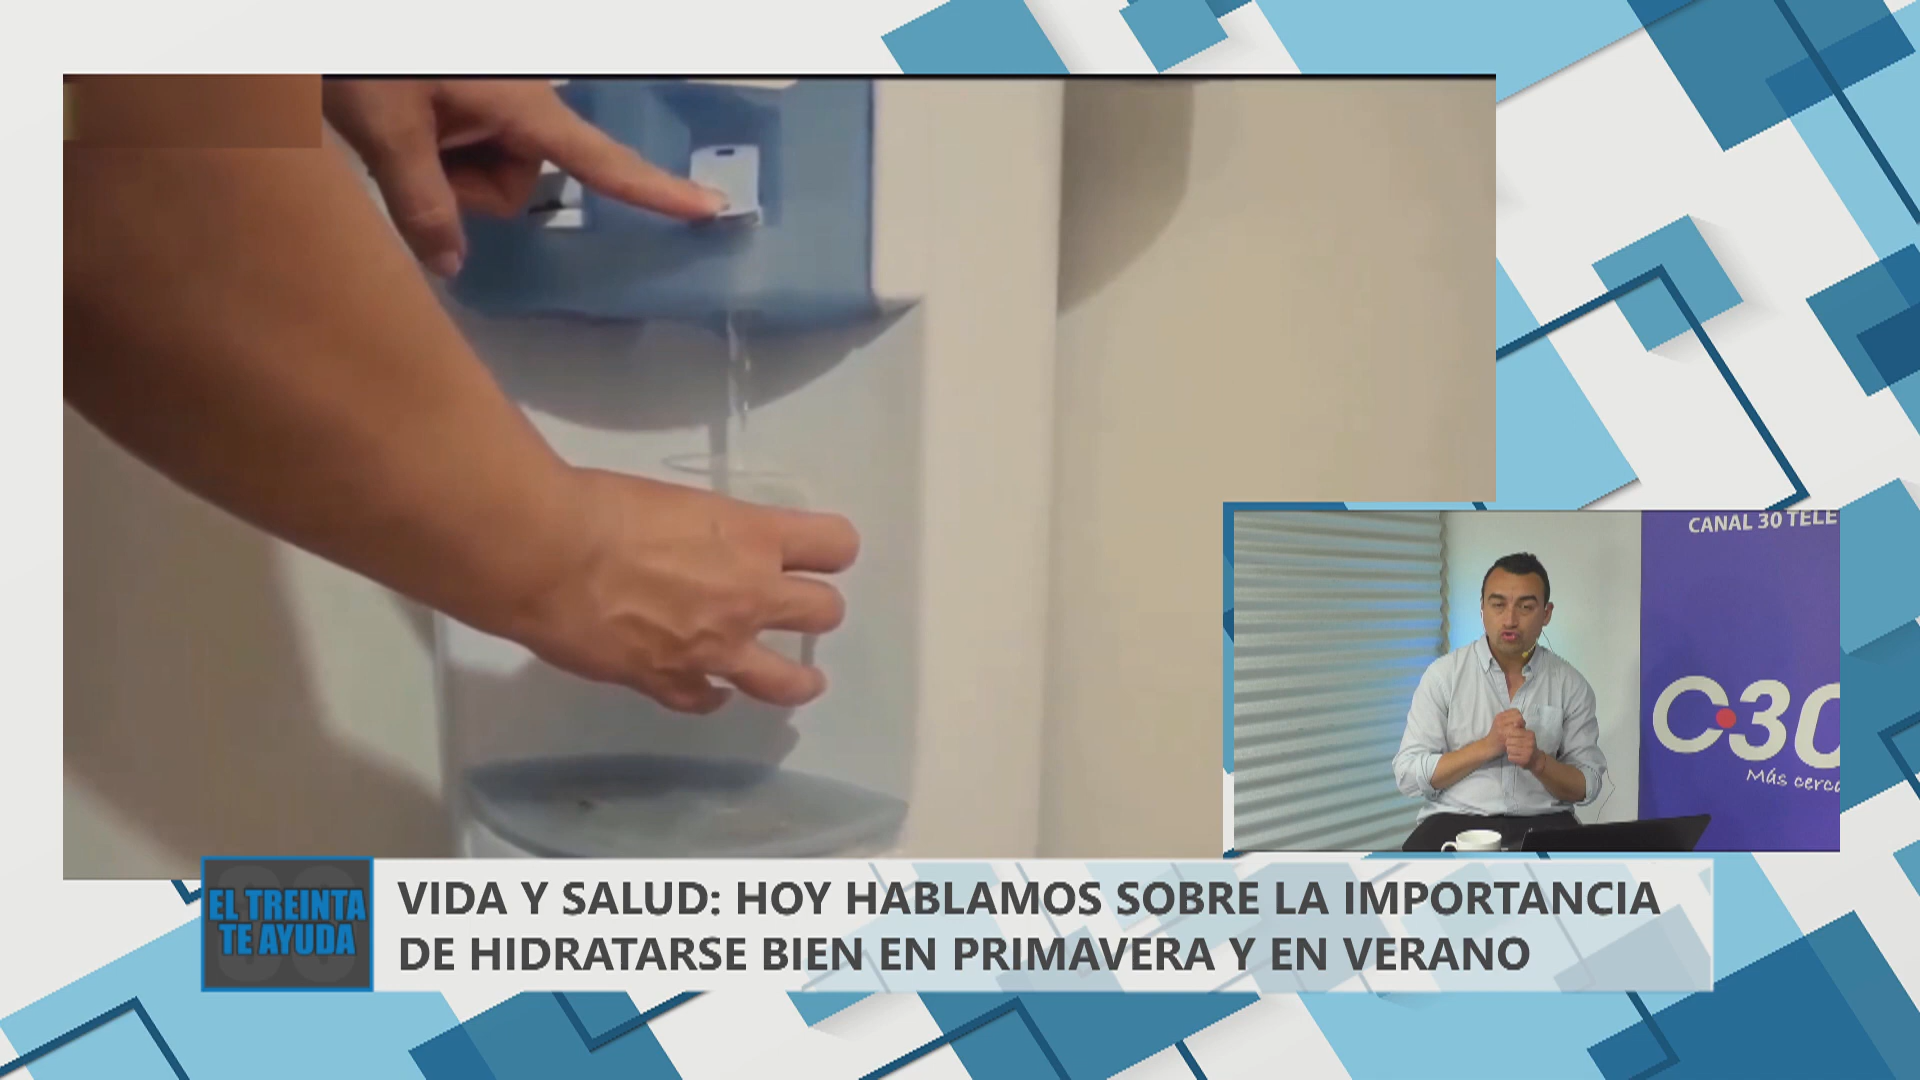 CANAL 30 TELE
C30
Más cerca
EL TREINTA
TE AYUDA
VIDA Y SALUD: HOY HABLAMOS SOBRE LA IMPORTANCIA
DE HIDRATARSE BIEN EN PRIMAVERA Y EN VERANO